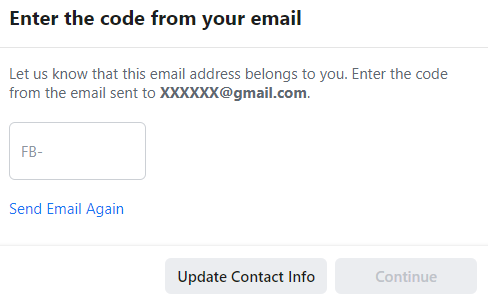 Enter the code from your email
Let us know that this email address belongs to you. Enter the code
from the email sent to XXXXXX@gmail.com.
FB-
Send Email Again
Update Contact Info
Continue